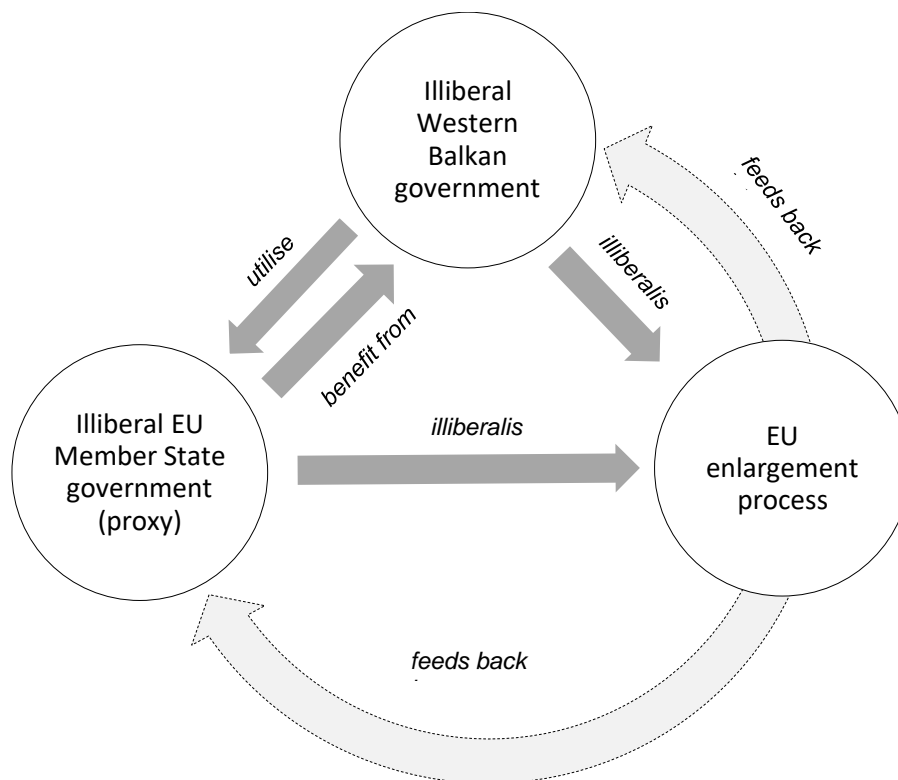 Illiberal
Western
Balkan
government
feeds back
utilise
illiberalis
benefit from
Illiberal EU
Member State
government
(proxy)
illiberalis
EU
enlargement
process
feeds back